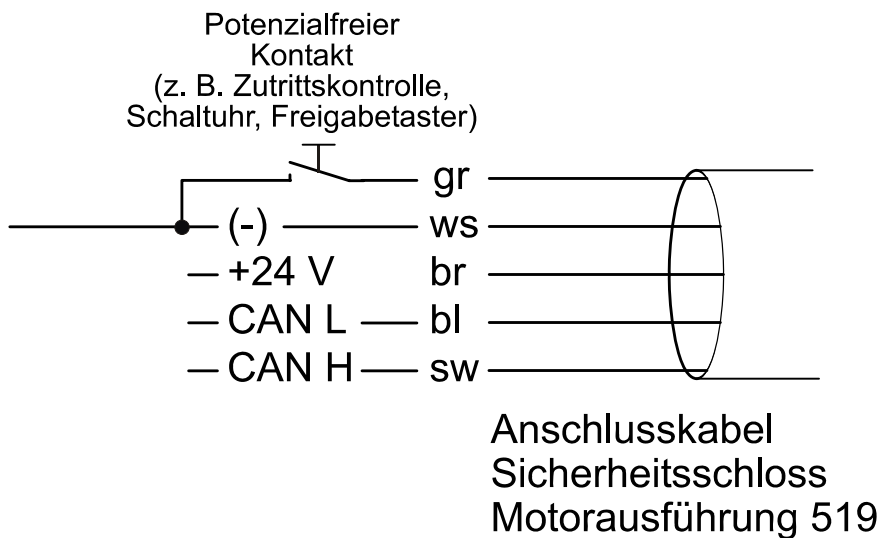 Potenzialfreier
Kontakt
(z. B. Zutrittskontrolle,
Schaltuhr, Freigabetaster)
gr
(-) ws
+24 V br
CAN L bl
CAN H sw
Anschlusskabel
Sicherheitsschloss
Motorausführung 519